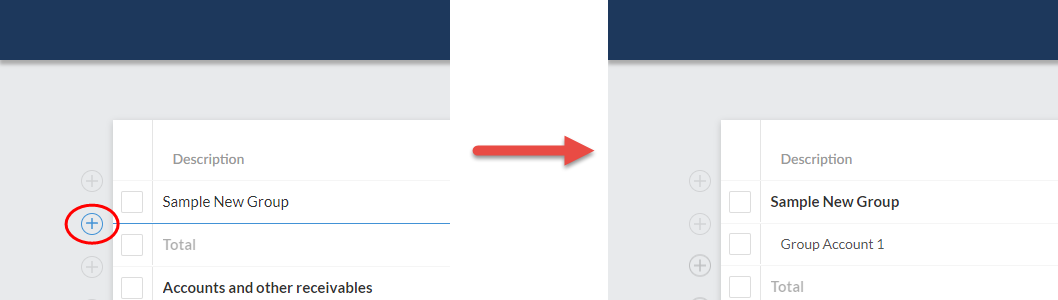 Description
Sample New Group
Total
Accounts and other receivables
Description
Sample New Group
Group Account 1
Total